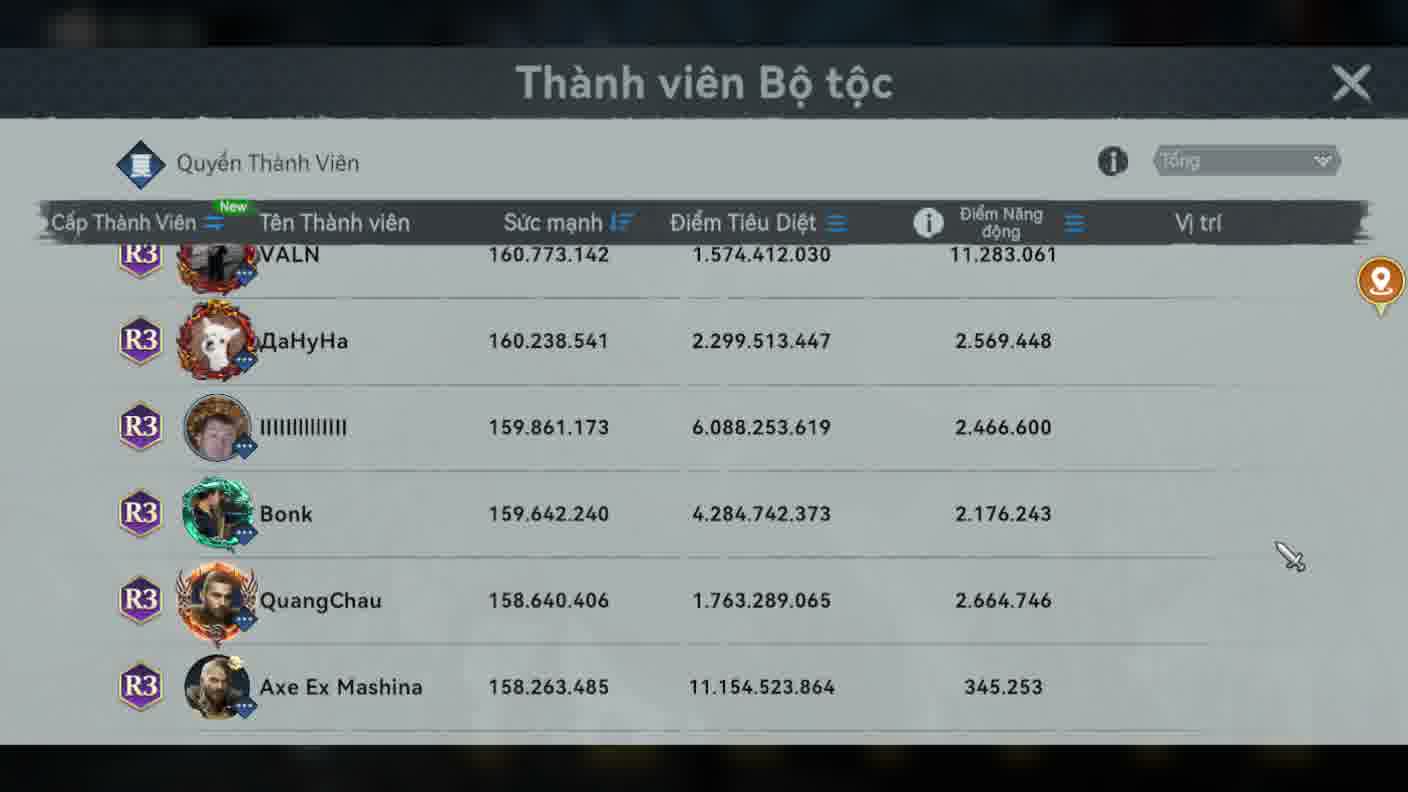 Thành viên Bộ tộc
Quyển Thành Viên
Tổng
New
Cấp Thành Viên Tên Thành viên Sức mạnh Điểm Tiêu Diệt Điểm Năng động Vị trí
R3 VALN 160.773.142 1.574.412.030 11.283.061
R3 ДаНуНа 160.238.541 2.299.513.447 2.569.448
R3 IIIIIIIIIIIIII 159.861.173 6.088.253.619 2.466.600
R3 Bonk 159.642.240 4.284.742.373 2.176.243
R3 QuangChau 158.640.406 1.763.289.065 2.664.746
R3 Axe Ex Mashina 158.263.485 11.154.523.864 345.253